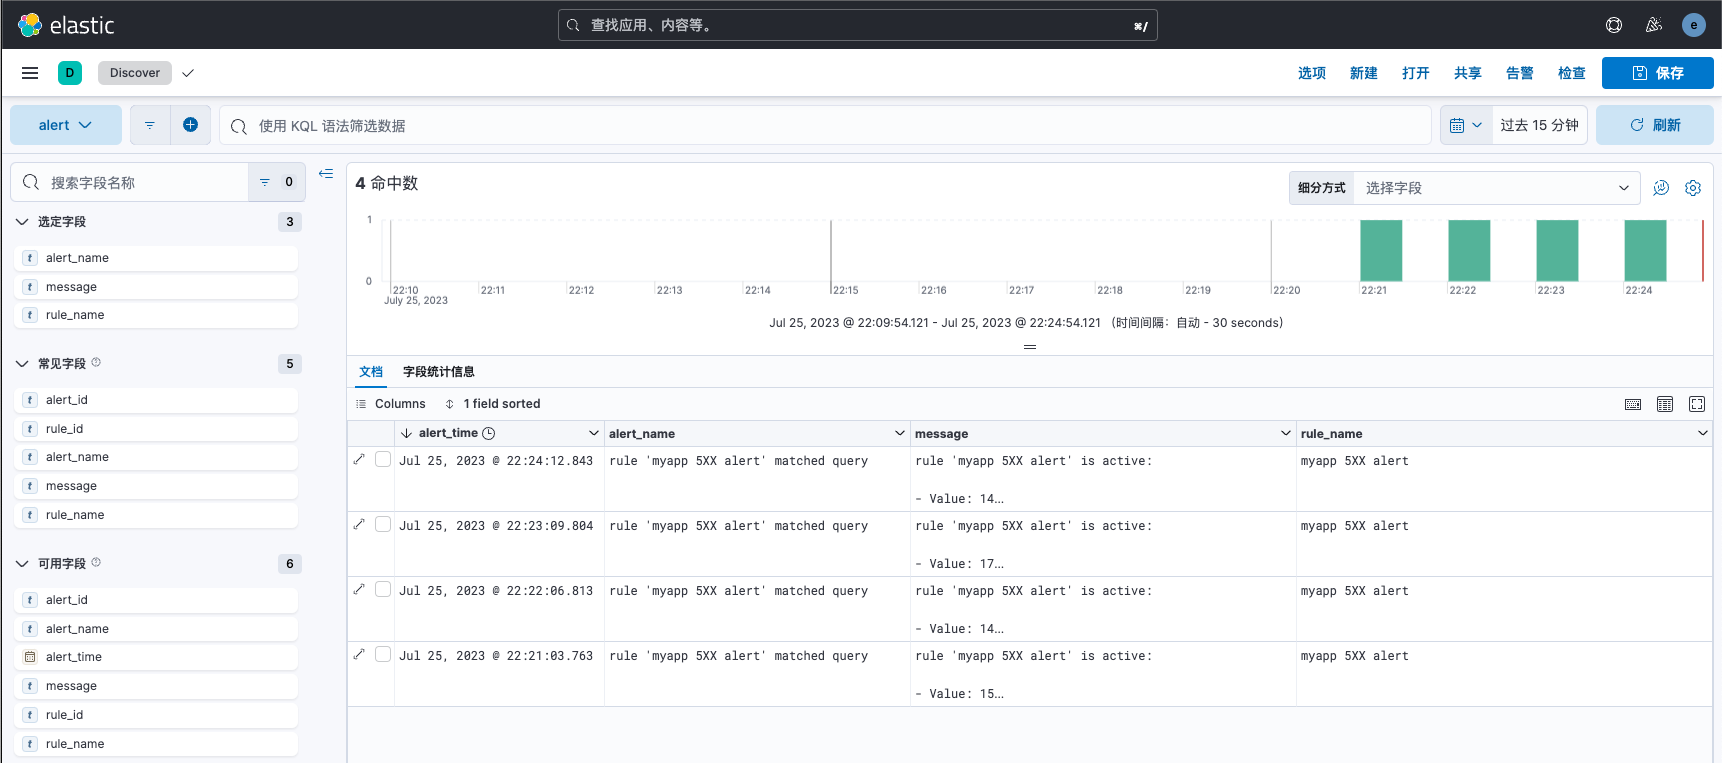 elastic
查找应用、内容等。
⌘/
e
D
Discover
选项
新建
打开
共享
告警
检查
保存
alert
使用 KQL 语法筛选数据
过去 15 分钟
刷新
搜索字段名称
0
选定字段
3
t alert_name
t message
t rule_name
常见字段
5
t alert_id
t rule_id
t alert_name
t message
t rule_name
可用字段
6
t alert_id
t alert_name
alert_time
t message
t rule_id
t rule_name
4 命中数
细分方式
选择字段
1
0
22:10
22:11
22:12
22:13
22:14
22:15
22:16
22:17
22:18
22:19
22:20
22:21
22:22
22:23
22:24
July 25, 2023
Jul 25, 2023 @ 22:09:54.121 - Jul 25, 2023 @ 22:24:54.121 （时间间隔：自动 - 30 seconds）
文档
字段统计信息
Columns
1 field sorted
alert_time
alert_name
message
rule_name
Jul 25, 2023 @ 22:24:12.843
rule 'myapp 5XX alert' matched query
rule 'myapp 5XX alert' is active:
- Value: 14…
myapp 5XX alert
Jul 25, 2023 @ 22:23:09.804
rule 'myapp 5XX alert' matched query
rule 'myapp 5XX alert' is active:
- Value: 17…
myapp 5XX alert
Jul 25, 2023 @ 22:22:06.813
rule 'myapp 5XX alert' matched query
rule 'myapp 5XX alert' is active:
- Value: 14…
myapp 5XX alert
Jul 25, 2023 @ 22:21:03.763
rule 'myapp 5XX alert' matched query
rule 'myapp 5XX alert' is active:
- Value: 15…
myapp 5XX alert